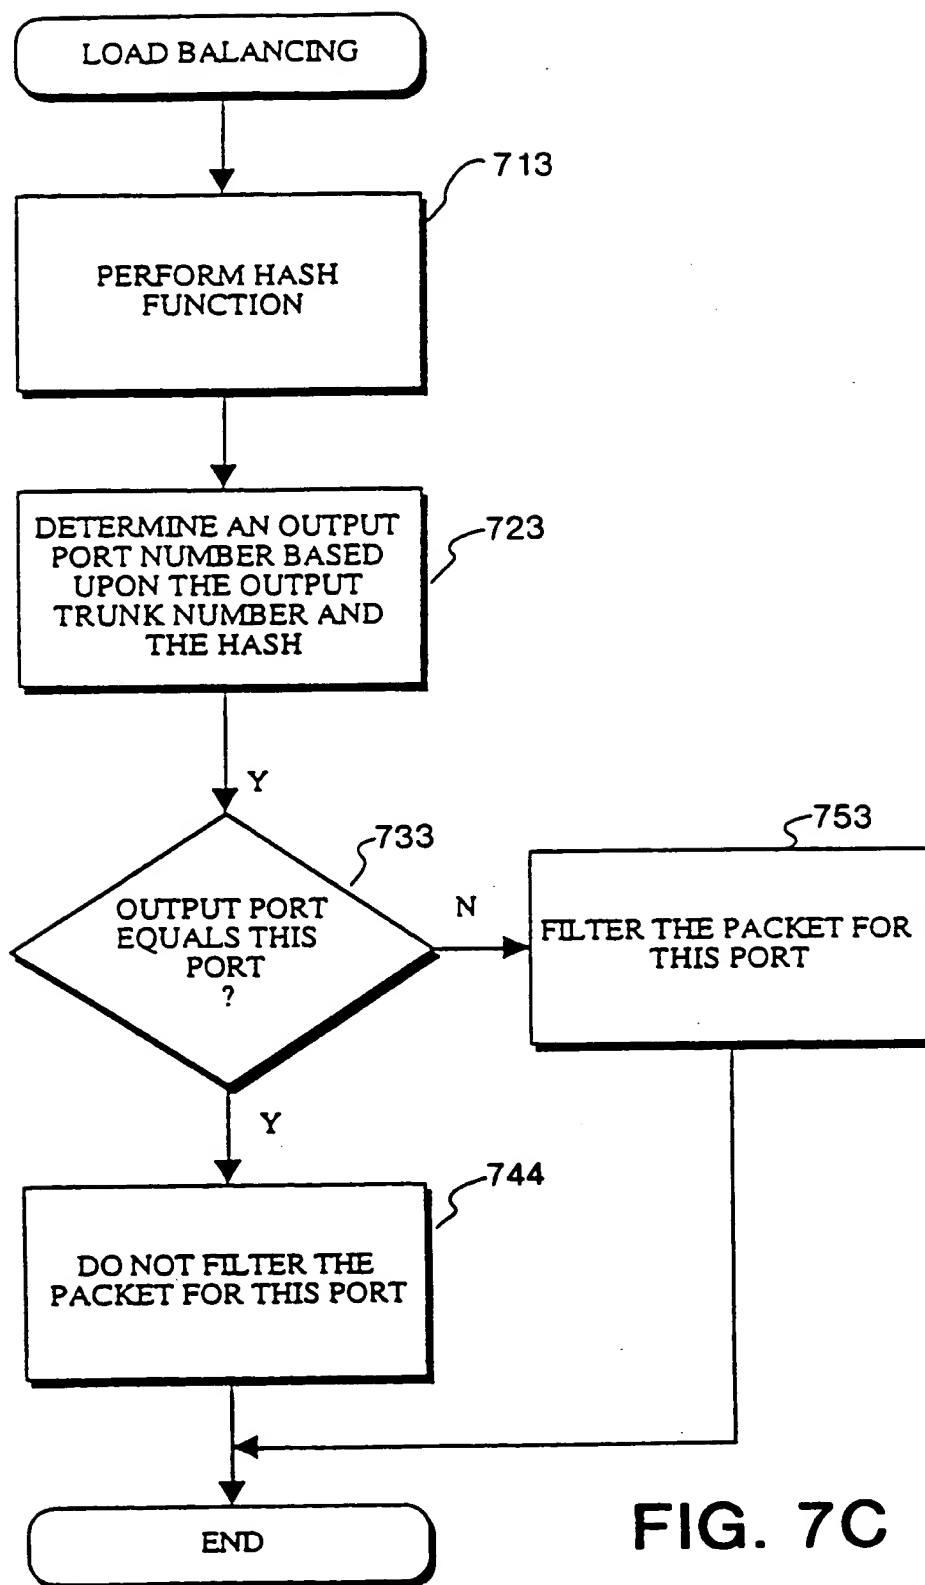 LOAD BALANCING
713
PERFORM HASH
FUNCTION
723
DETERMINE AN OUTPUT
PORT NUMBER BASED
UPON THE OUTPUT
TRUNK NUMBER AND
THE HASH
Y
733
OUTPUT PORT
EQUALS THIS
PORT
?
N
753
FILTER THE PACKET FOR
THIS PORT
Y
744
DO NOT FILTER THE
PACKET FOR THIS PORT
END
FIG. 7C